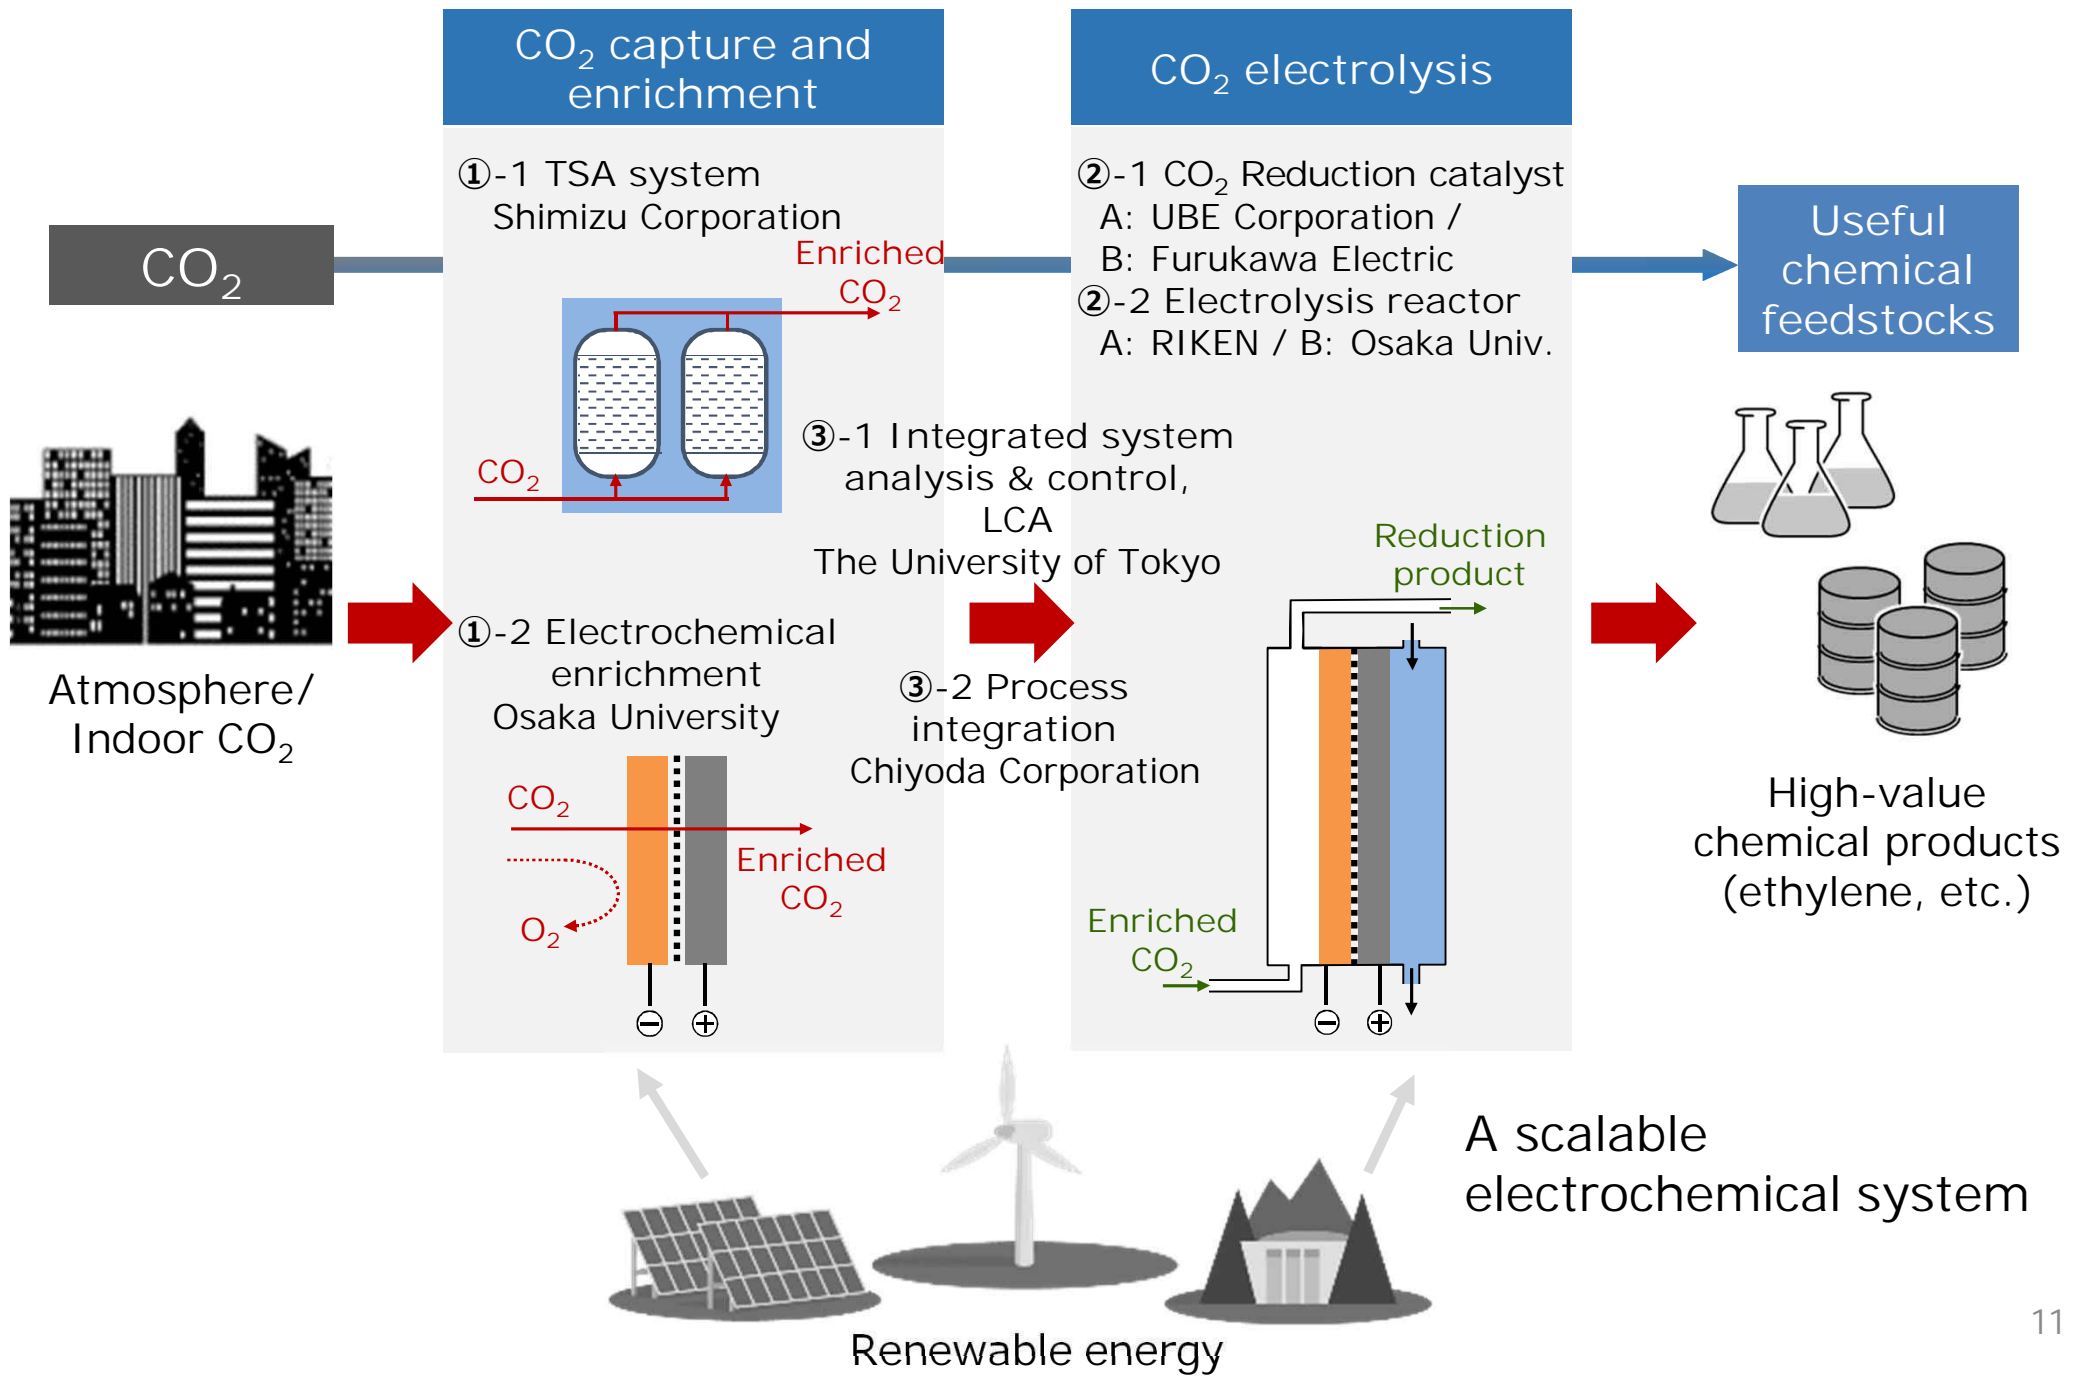 CO₂ capture and
enrichment
CO₂ electrolysis
CO₂
Useful
chemical
feedstocks
①-1 TSA system
Shimizu Corporation
Enriched
CO₂
CO₂
①-2 Electrochemical
enrichment
Osaka University
CO₂
Enriched
CO₂
O₂
⊖ ⊕
③-1 Integrated system
analysis & control,
LCA
The University of Tokyo
③-2 Process
integration
Chiyoda Corporation
②-1 CO₂ Reduction catalyst
A: UBE Corporation /
B: Furukawa Electric
②-2 Electrolysis reactor
A: RIKEN / B: Osaka Univ.
Reduction
product
Enriched
CO₂
⊖ ⊕
Atmosphere/
Indoor CO₂
High-value
chemical products
(ethylene, etc.)
A scalable
electrochemical system
Renewable energy
11